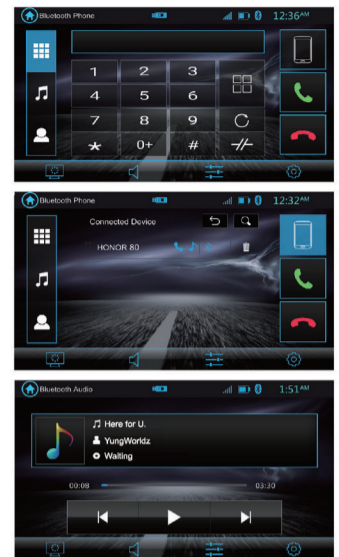 Bluetooth Phone 12:36AM
1 2 3
4 5 6
7 8 9 C
* 0+ #
Bluetooth Phone 12:32AM
Connected Device
HONOR 80
Bluetooth Audio 1:51AM
Here for U.
YungWorldz
Waiting
00:08 03:30